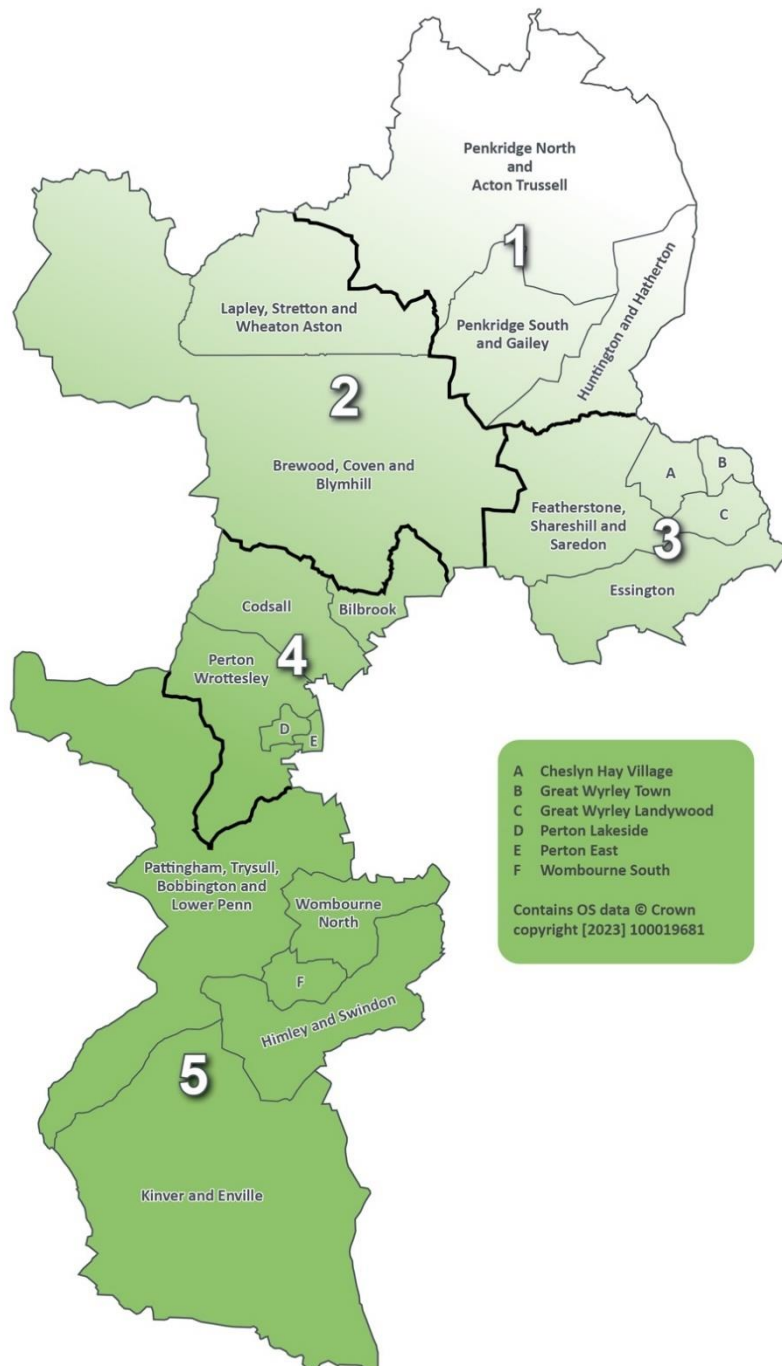 Penkridge North
and
Acton Trussell
1
Huntington and Hatherton
Lapley, Stretton and
Wheaton Aston
Penkridge South
and Gailey
2
Brewood, Coven and
Blymhill
A
B
C
Featherstone,
Shareshill and
Saredon
3
Essington
Codsall
Bilbrook
4
Perton
Wrottesley
D
E
A Cheslyn Hay Village
B Great Wyrley Town
C Great Wyrley Landywood
D Perton Lakeside
E Perton East
F Wombourne South
Contains OS data © Crown
copyright [2023] 100019681
Pattingham, Trysull,
Bobbington and
Lower Penn
Wombourne
North
F
Himley and Swindon
5
Kinver and Enville